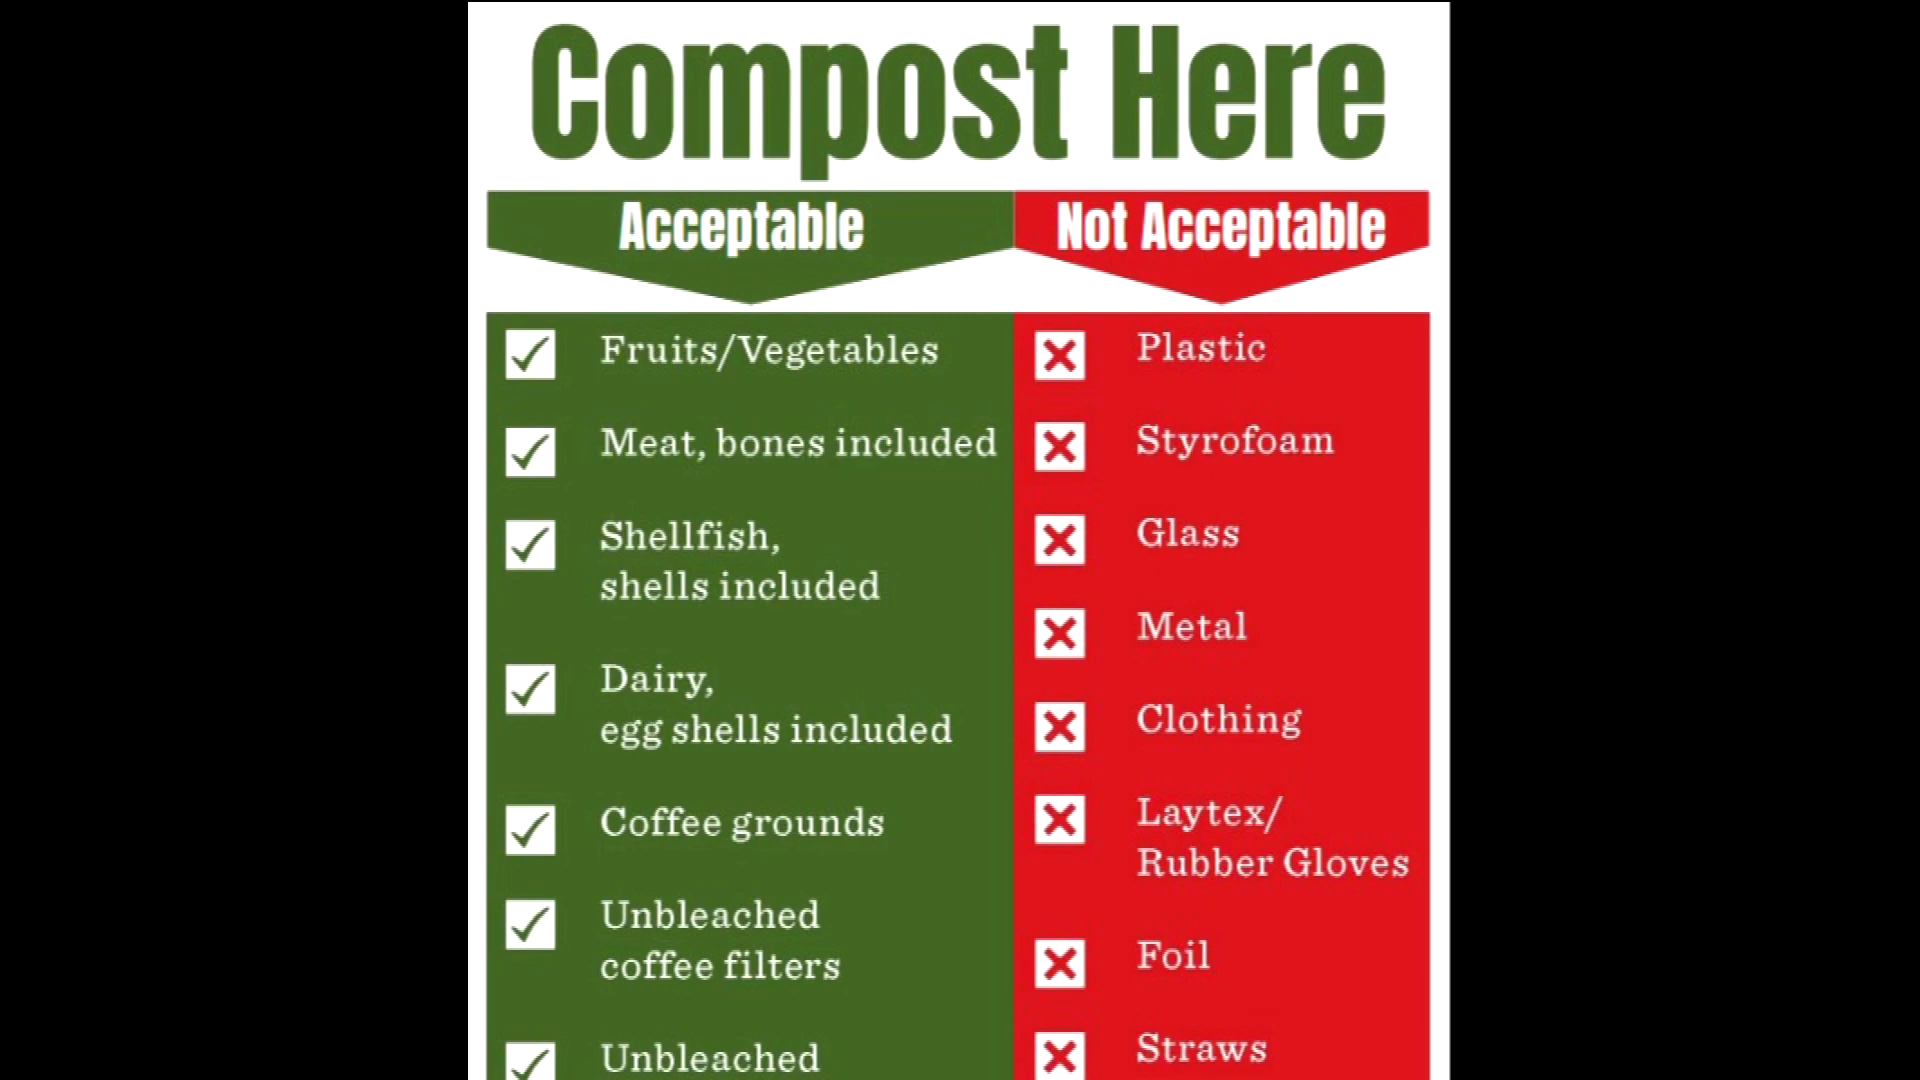 Compost Here
Acceptable
Fruits/Vegetables
Meat, bones included
Shellfish,
shells included
Dairy,
egg shells included
Coffee grounds
Unbleached
coffee filters
Unbleached
Not Acceptable
Plastic
Styrofoam
Glass
Metal
Clothing
Laytex/
Rubber Gloves
Foil
Straws